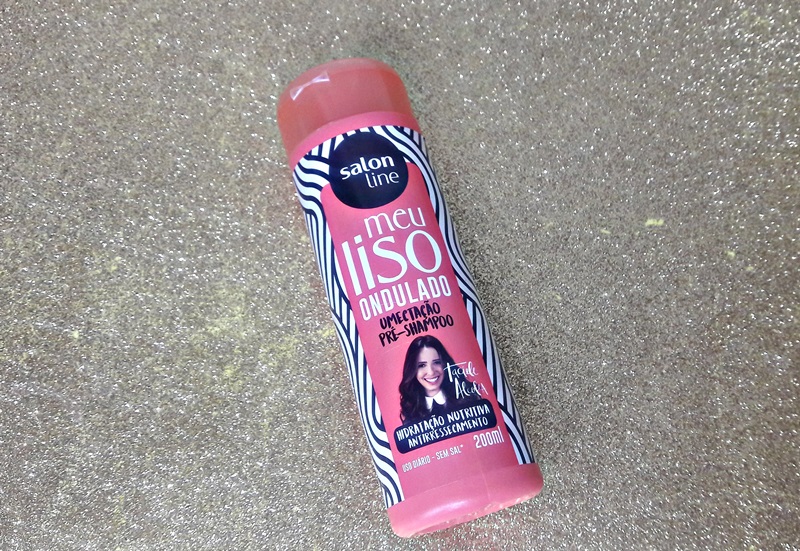 salon
line
meu
liso
ONDULADO
UMECTAÇÃO
PRÉ-SHAMPOO
HIDRATAÇÃO NUTRITIVA
ANTIRRESSECAMENTO
USO DIÁRIO - SEM SAL*
200ml